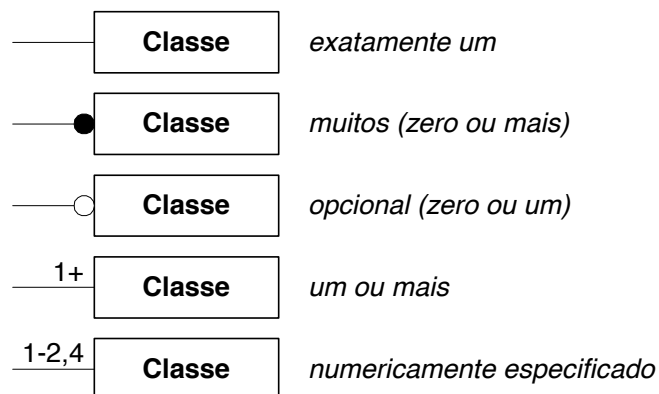 Classe exatamente um
Classe muitos (zero ou mais)
Classe opcional (zero ou um)
1+ Classe um ou mais
1-2,4 Classe numericamente especificado